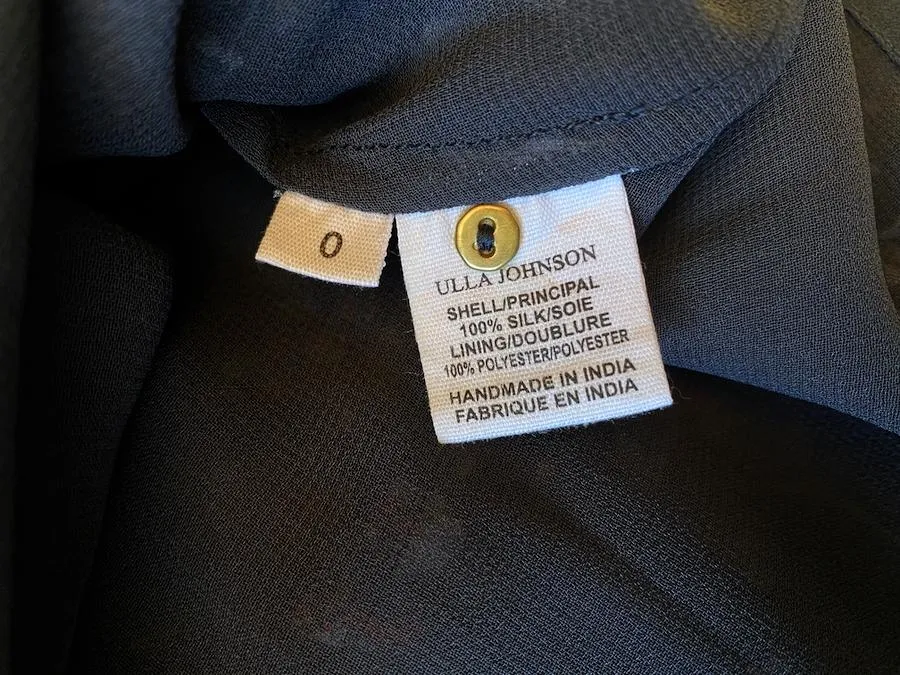 0
ULLA JOHNSON
SHELL/PRINCIPAL
100% SILK/SOIE
LINING/DOUBLURE
100% POLYESTER/POLYESTER
HANDMADE IN INDIA
FABRIQUE EN INDIA